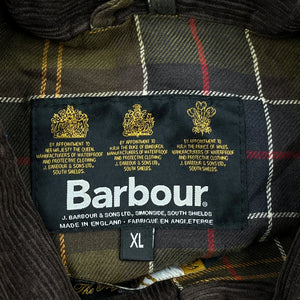 BY APPOINTMENT TO
HER MAJESTY THE QUEEN,
MANUFACTURERS OF WATERPROOF
AND PROTECTIVE CLOTHING
J. BARBOUR & SONS LTD.
SOUTH SHIELDS.
BY APPOINTMENT TO
H.R.H. THE DUKE OF EDINBURGH,
MANUFACTURERS OF WATERPROOF
AND PROTECTIVE CLOTHING
J. BARBOUR & SONS LTD.
SOUTH SHIELDS.
BY APPOINTMENT TO
H.R.H. THE PRINCE OF WALES,
MANUFACTURERS OF WATERPROOF
AND PROTECTIVE CLOTHING
J. BARBOUR & SONS LTD.
SOUTH SHIELDS.
Barbour®
J. BARBOUR & SONS LTD., SIMONSIDE, SOUTH SHIELDS
MADE IN ENGLAND · FABRIQUE EN ANGLETERRE
XL
The